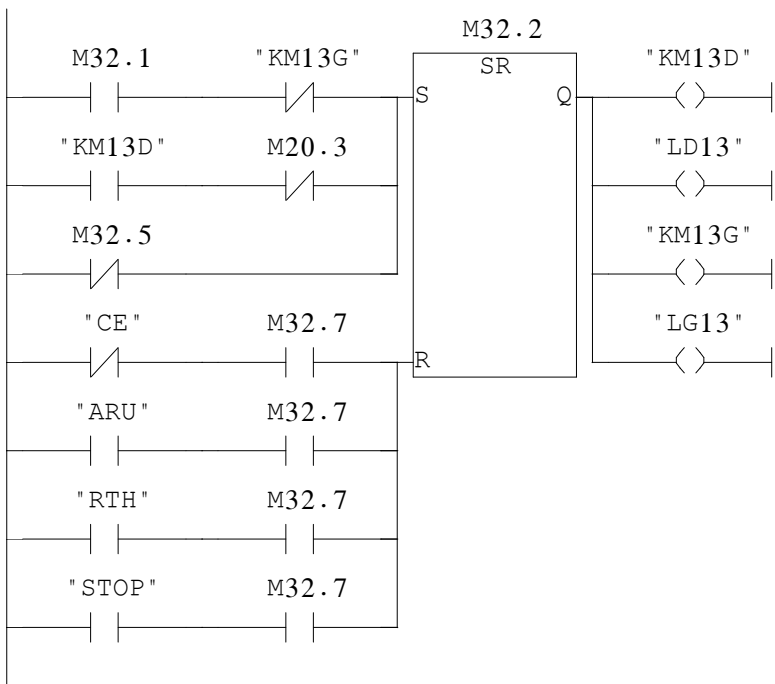 M32.2
M32.1 "KM13G" SR "KM13D"
S Q
"KM13D" M20.3 "LD13"
M32.5 "KM13G"
"CE" M32.7 "LG13"
R
"ARU" M32.7
"RTH" M32.7
"STOP" M32.7